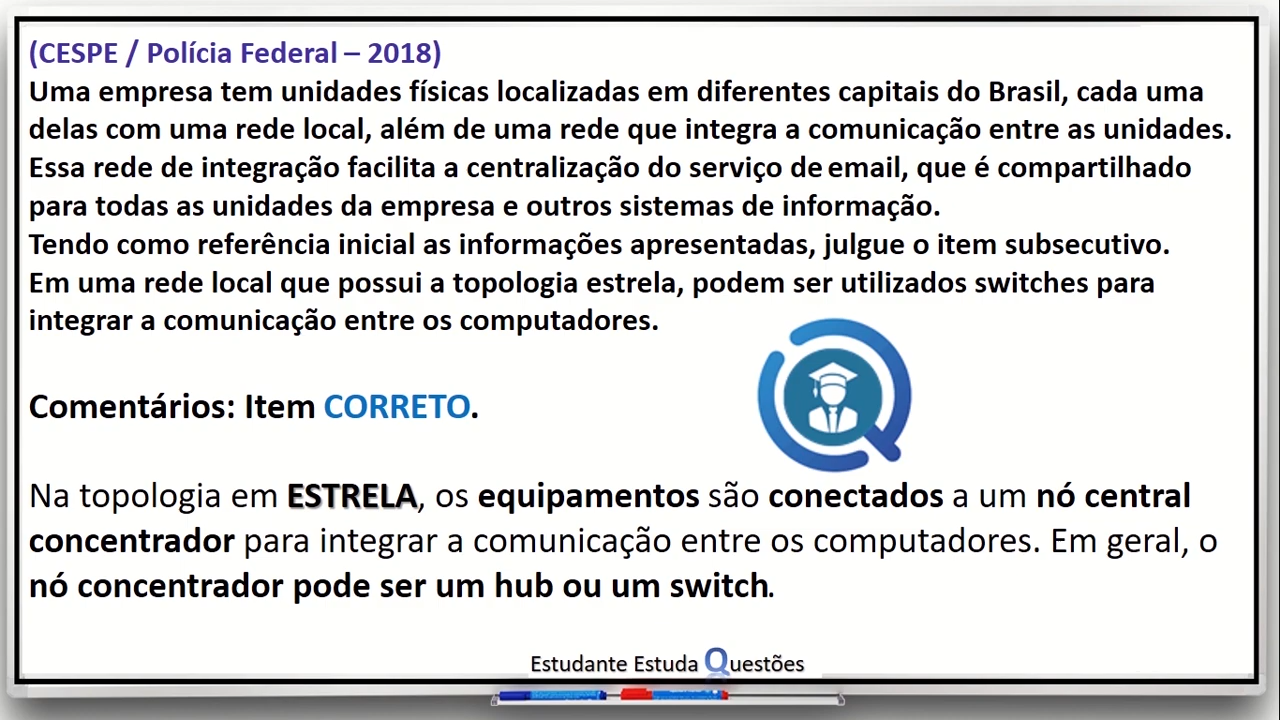 (CESPE / Polícia Federal – 2018)
Uma empresa tem unidades físicas localizadas em diferentes capitais do Brasil, cada uma
delas com uma rede local, além de uma rede que integra a comunicação entre as unidades.
Essa rede de integração facilita a centralização do serviço de email, que é compartilhado
para todas as unidades da empresa e outros sistemas de informação.
Tendo como referência inicial as informações apresentadas, julgue o item subsecutivo.
Em uma rede local que possui a topologia estrela, podem ser utilizados switches para
integrar a comunicação entre os computadores.
Comentários: Item CORRETO.
Na topologia em ESTRELA, os equipamentos são conectados a um nó central
concentrador para integrar a comunicação entre os computadores. Em geral, o
nó concentrador pode ser um hub ou um switch.
Estudante Estuda Questões